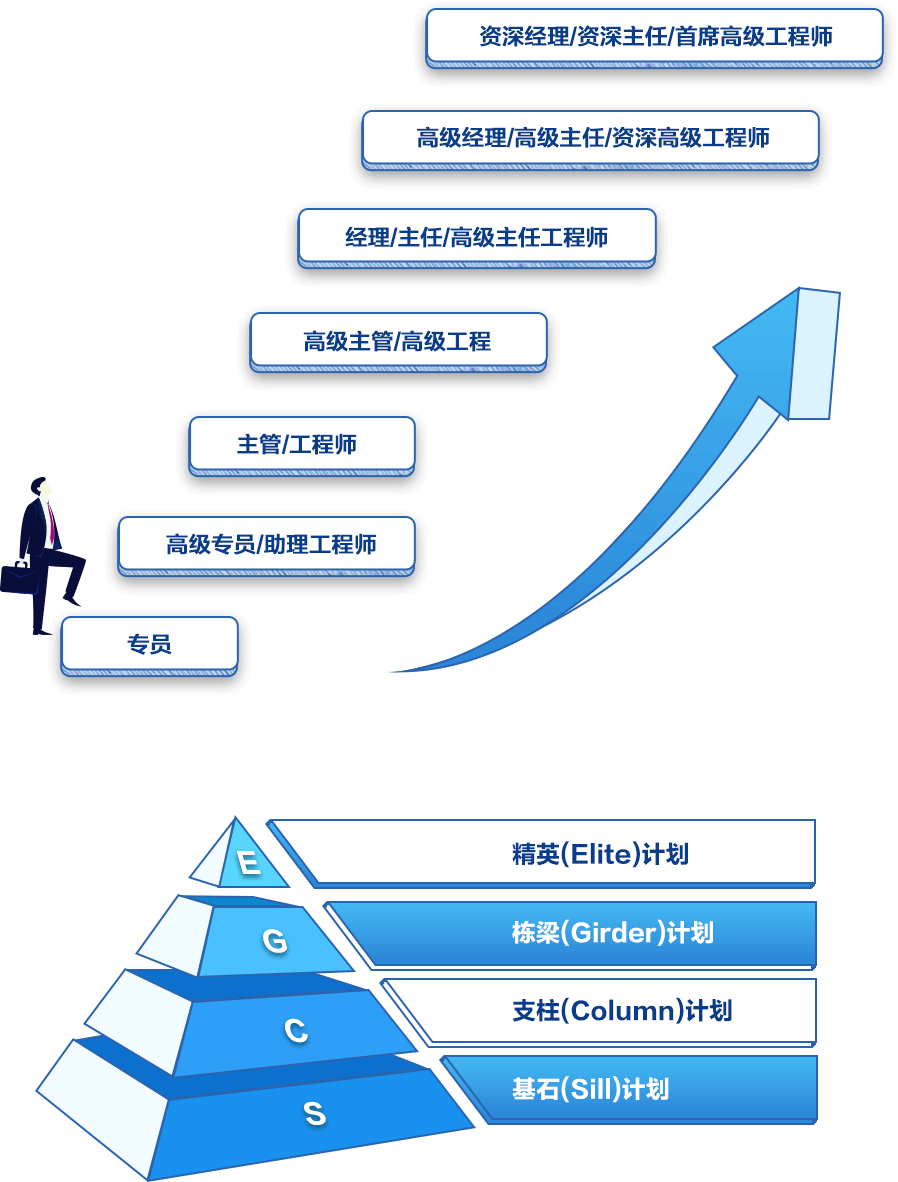 资深经理/资深主任/首席高级工程师
高级经理/高级主任/资深高级工程师
经理/主任/高级主任工程师
高级主管/高级工程
主管/工程师
高级专员/助理工程师
专员
E
精英(Elite)计划
G
栋梁(Girder)计划
C
支柱(Column)计划
S
基石(Sill)计划